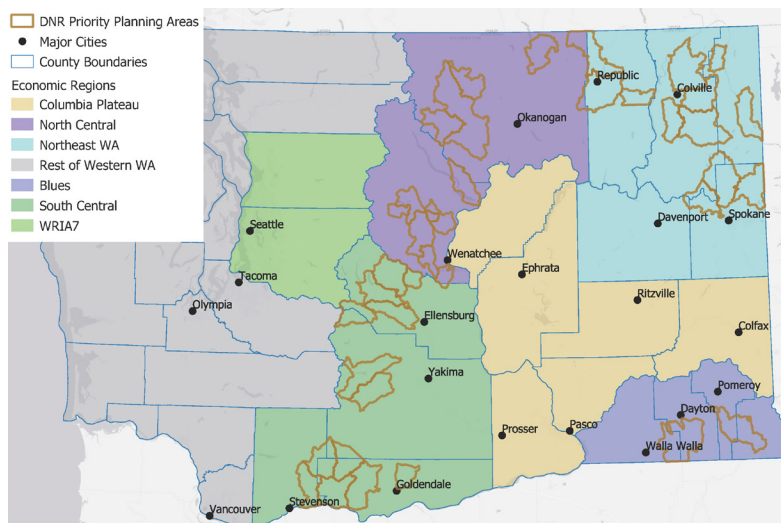 DNR Priority Planning Areas
Major Cities
County Boundaries
Economic Regions
Columbia Plateau
North Central
Northeast WA
Rest of Western WA
Blues
South Central
WRIA7
Republic
Colville
Okanogan
Seattle
Davenport
Spokane
Wenatchee
Ephrata
Tacoma
Ritzville
Olympia
Ellensburg
Colfax
Yakima
Pomeroy
Dayton
Prosser
Pasco
Walla Walla
Goldendale
Stevenson
Vancouver